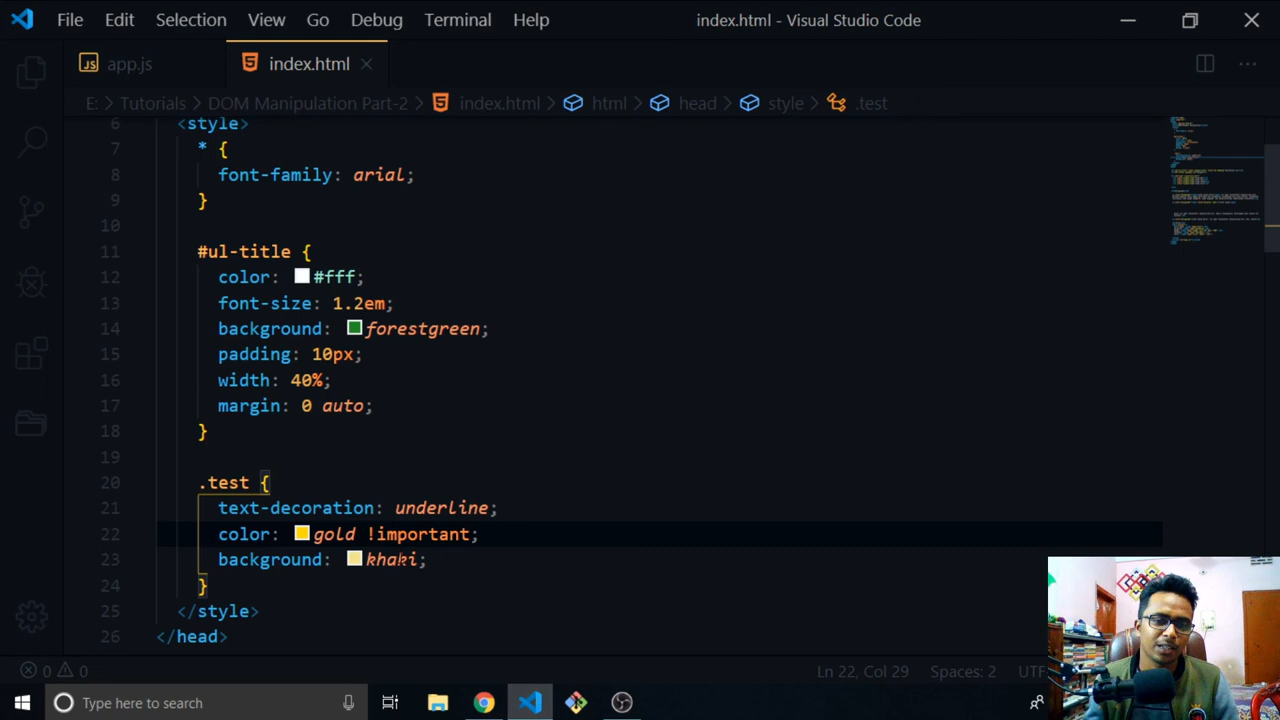 File Edit Selection View Go Debug Terminal Help index.html - Visual Studio Code
JS app.js index.html
E: > Tutorials > DOM Manipulation Part-2 > index.html > html > head > style > .test
6 <style>
7 * {
8 font-family: arial;
9 }
10
11 #ul-title {
12 color: #fff;
13 font-size: 1.2em;
14 background: forestgreen;
15 padding: 10px;
16 width: 40%;
17 margin: 0 auto;
18 }
19
20 .test {
21 text-decoration: underline;
22 color: gold !important;
23 background: khaki;
24 }
25 </style>
26 </head>
0 0 Ln 22, Col 29 Spaces: 2 UTF
Type here to search